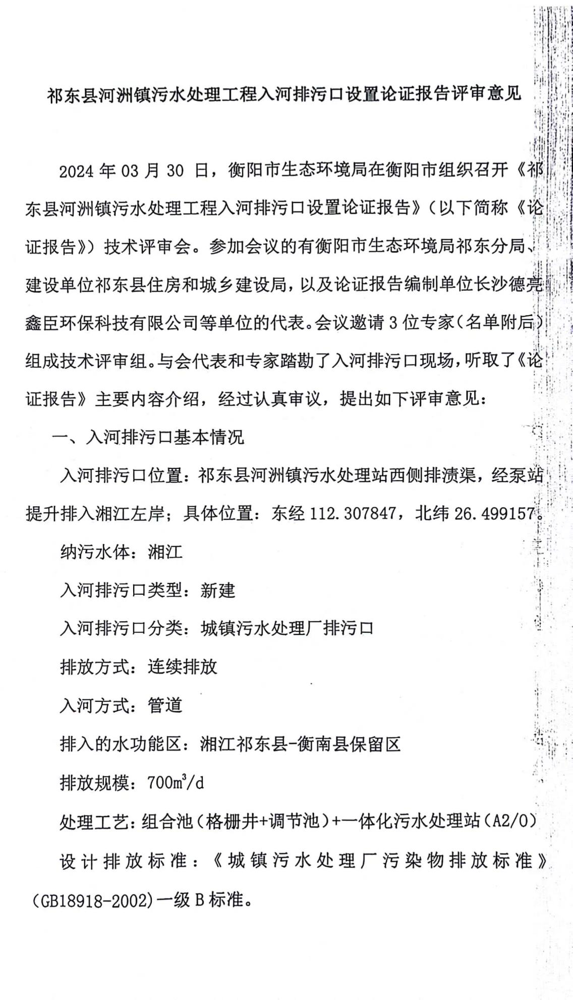 祁东县河洲镇污水处理工程入河排污口设置论证报告评审意见
2024 年 03 月 30 日，衡阳市生态环境局在衡阳市组织召开《祁
东县河洲镇污水处理工程入河排污口设置论证报告》（以下简称《论
证报告》）技术评审会。参加会议的有衡阳市生态环境局祁东分局、
建设单位祁东县住房和城乡建设局，以及论证报告编制单位长沙德亮
鑫臣环保科技有限公司等单位的代表。会议邀请 3 位专家（名单附后）
组成技术评审组。与会代表和专家踏勘了入河排污口现场，听取了《论
证报告》主要内容介绍，经过认真审议，提出如下评审意见：
一、入河排污口基本情况
入河排污口位置：祁东县河洲镇污水处理站西侧排渍渠，经泵站
提升排入湘江左岸；具体位置：东经 112.307847，北纬 26.499157。
纳污水体：湘江
入河排污口类型：新建
入河排污口分类：城镇污水处理厂排污口
排放方式：连续排放
入河方式：管道
排入的水功能区：湘江祁东县-衡南县保留区
排放规模：700m³/d
处理工艺：组合池（格栅井+调节池）+一体化污水处理站（A2/O）
设计排放标准：《城镇污水处理厂污染物排放标准》
（GB18918-2002)一级 B 标准。